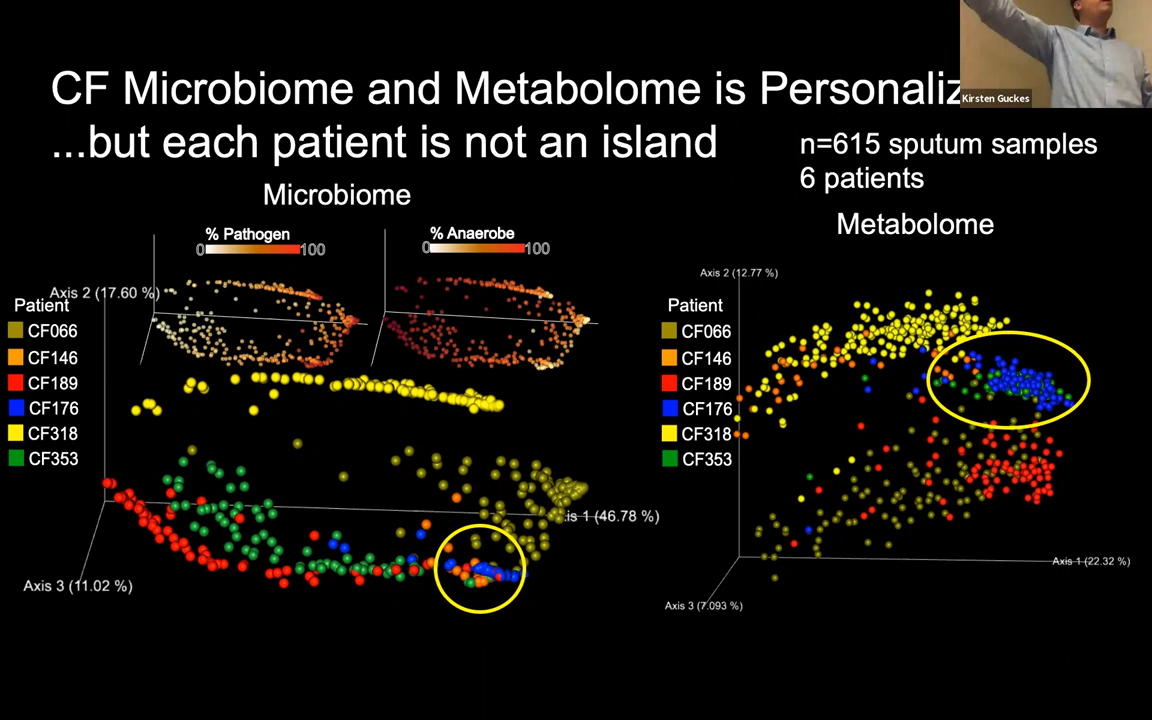 CF Microbiome and Metabolome is Personaliz
...but each patient is not an island
Kirsten Guckes
n=615 sputum samples
6 patients
Microbiome
Metabolome
% Pathogen
0 100
% Anaerobe
0 100
Axis 2 (17.60 %)
Patient
CF066
CF146
CF189
CF176
CF318
CF353
is 1 (46.78 %)
Axis 3 (11.02 %)
Axis 2 (12.77 %)
Patient
CF066
CF146
CF189
CF176
CF318
CF353
Axis 1 (22.32 %)
Axis 3 (7.093 %)